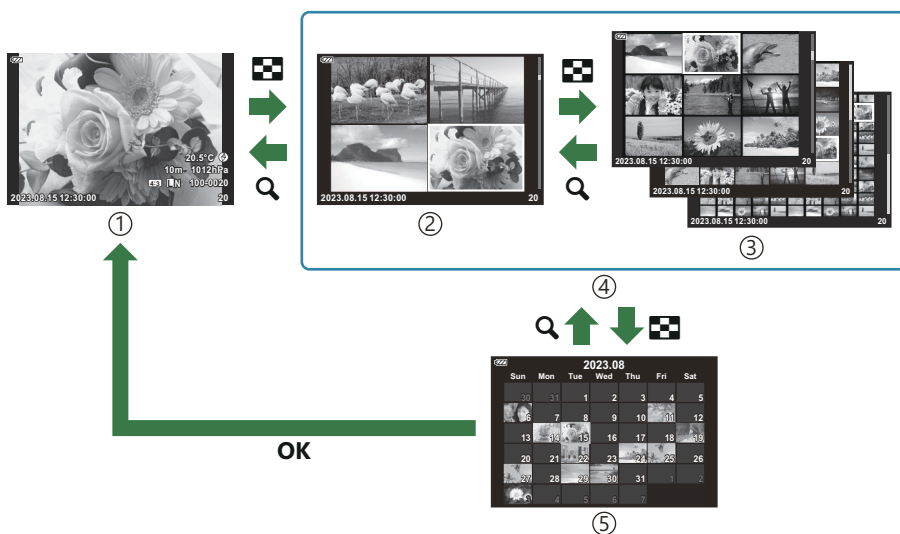 20.5°C
10m 1012hPa
4:3 LN 100-0020
2023.08.15 12:30:00 20
①
2023.08.15 12:30:00 20
②
2023.08.15 12:30:00 20
2023.08.15 12:30:00
2023.08.15 12:30:00 20
③
④
2023.08
Sun Mon Tue Wed Thu Fri Sat
30 31 1 2 3 4 5
6 7 8 9 10 11 12
13 14 15 16 17 18 19
20 21 22 23 24 25 26
27 28 29 30 31 1 2
3 4 5 6 7
OK
⑤